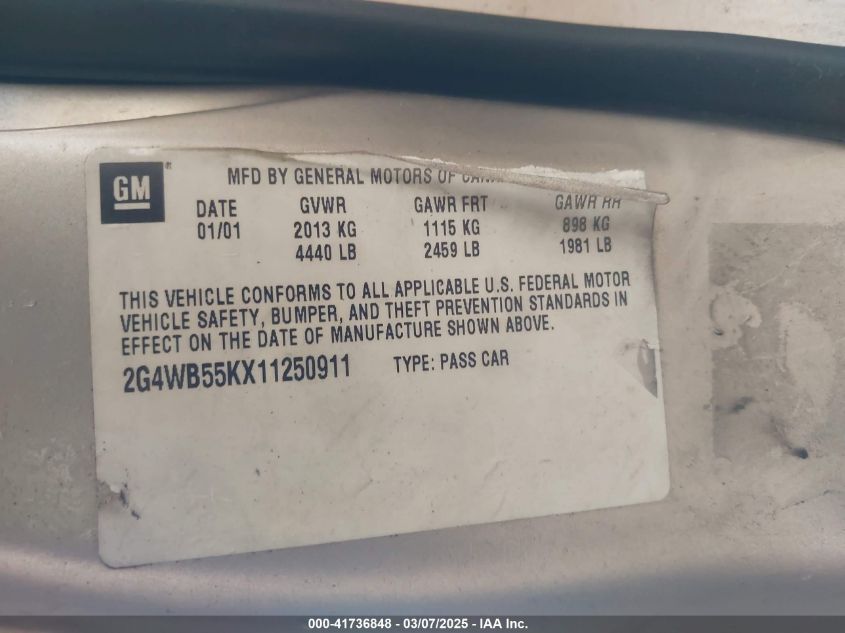 GM
MFD BY GENERAL MOTORS OF
DATE GVWR GAWR FRT GAWR RR
01/01 2013 KG 1115 KG 898 KG
4440 LB 2459 LB 1981 LB
THIS VEHICLE CONFORMS TO ALL APPLICABLE U.S. FEDERAL MOTOR
VEHICLE SAFETY, BUMPER, AND THEFT PREVENTION STANDARDS IN
EFFECT ON THE DATE OF MANUFACTURE SHOWN ABOVE.
2G4WB55KX11250911 TYPE: PASS CAR
000-41736848 - 03/07/2025 - IAA Inc.